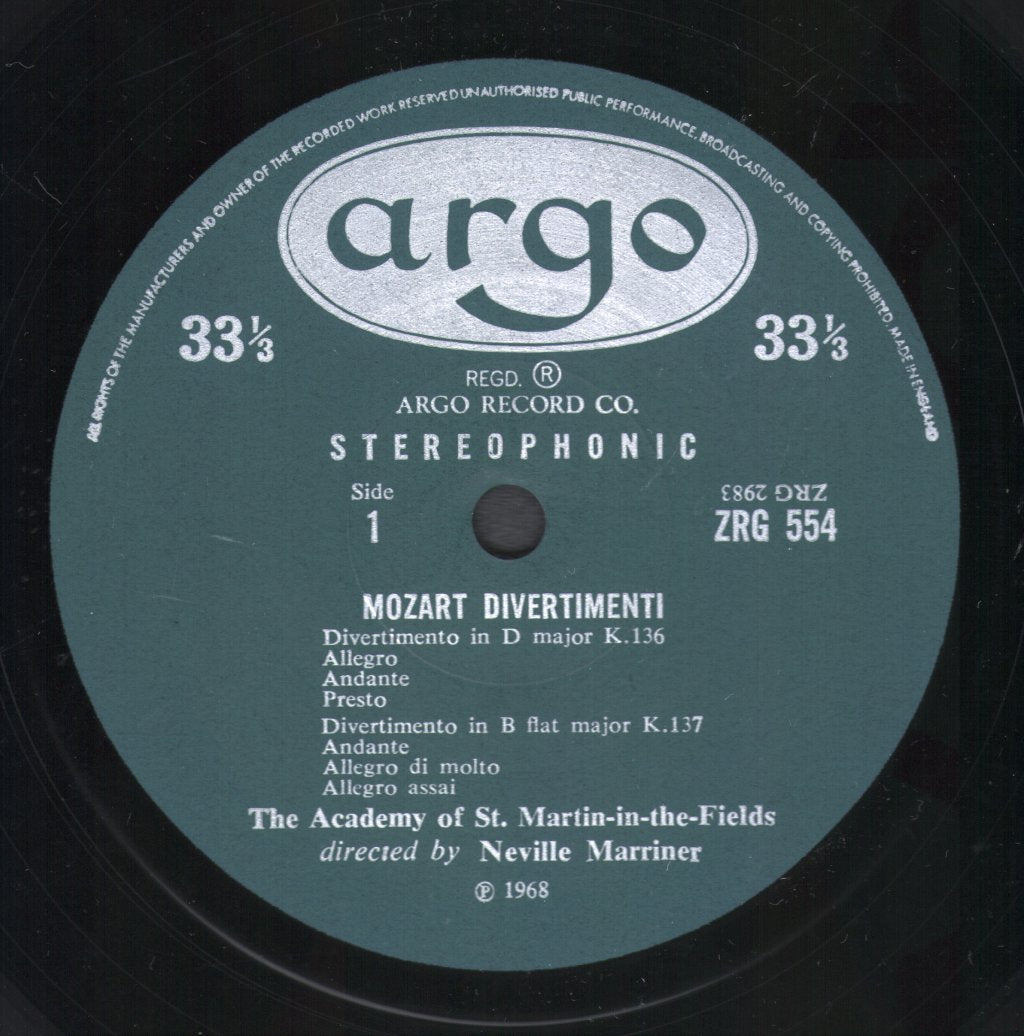 ALL RIGHTS OF THE MANUFACTURERS AND OWNER OF THE RECORDED WORK RESERVED UNAUTHORISED PUBLIC PERFORMANCE, BROADCASTING AND COPYING PROHIBITED. MADE IN ENGLAND
argo
33⅓ 33⅓
REGD. ®
ARGO RECORD CO.
STEREOPHONIC
Side
1
ZRG 2983
ZRG 554
MOZART DIVERTIMENTI
Divertimento in D major K.136
Allegro
Andante
Presto
Divertimento in B flat major K.137
Andante
Allegro di molto
Allegro assai
The Academy of St. Martin-in-the-Fields
directed by Neville Marriner
℗ 1968